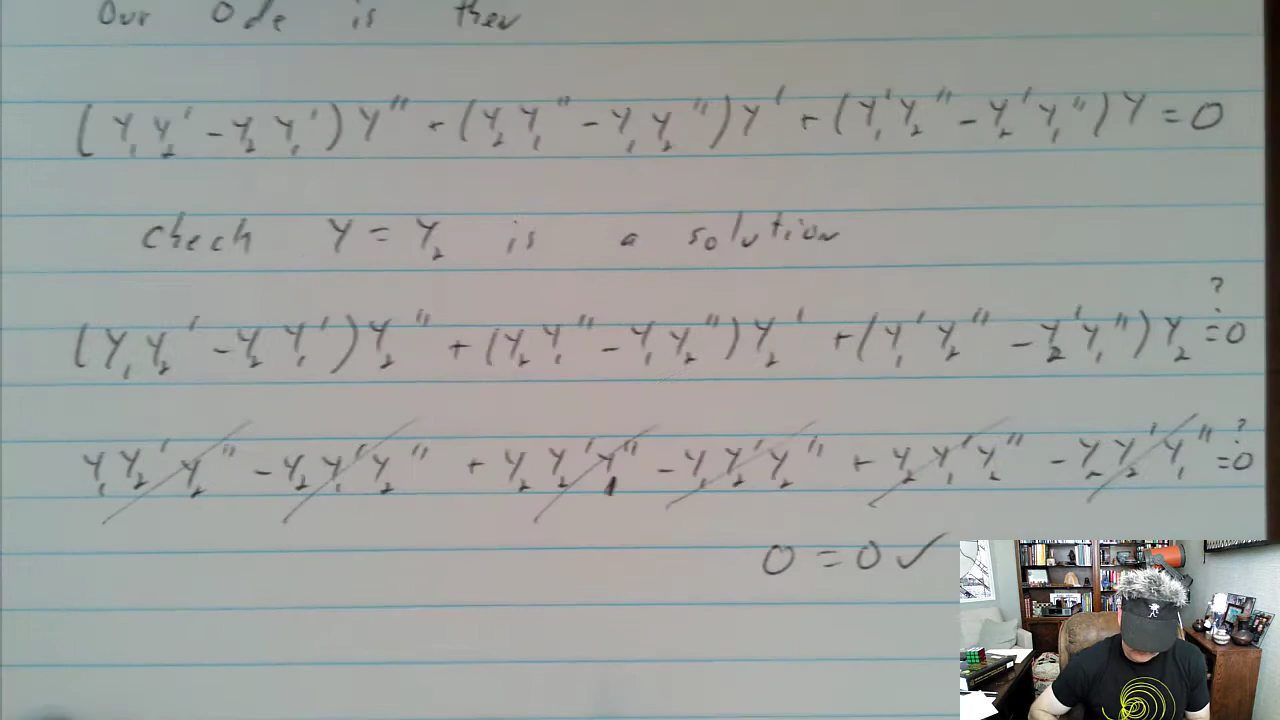 Our Ode is then
(Y₁Y₂' - Y₂Y₁')Y'' + (Y₂Y₁'' - Y₁Y₂'')Y' + (Y₁'Y₂'' - Y₂'Y₁'')Y = 0
check Y = Y₂ is a solution
(Y₁Y₂' - Y₂Y₁')Y₂'' + (Y₂Y₁'' - Y₁Y₂'')Y₂' + (Y₁'Y₂'' - Y₂'Y₁'')Y₂ ≟ 0
Y₁Y₂'Y₂'' - Y₂Y₁'Y₂'' + Y₂Y₂'Y₁'' - Y₁Y₂'Y₂'' + Y₂Y₁'Y₂'' - Y₂Y₂'Y₁'' ≟ 0
0 = 0 ✓